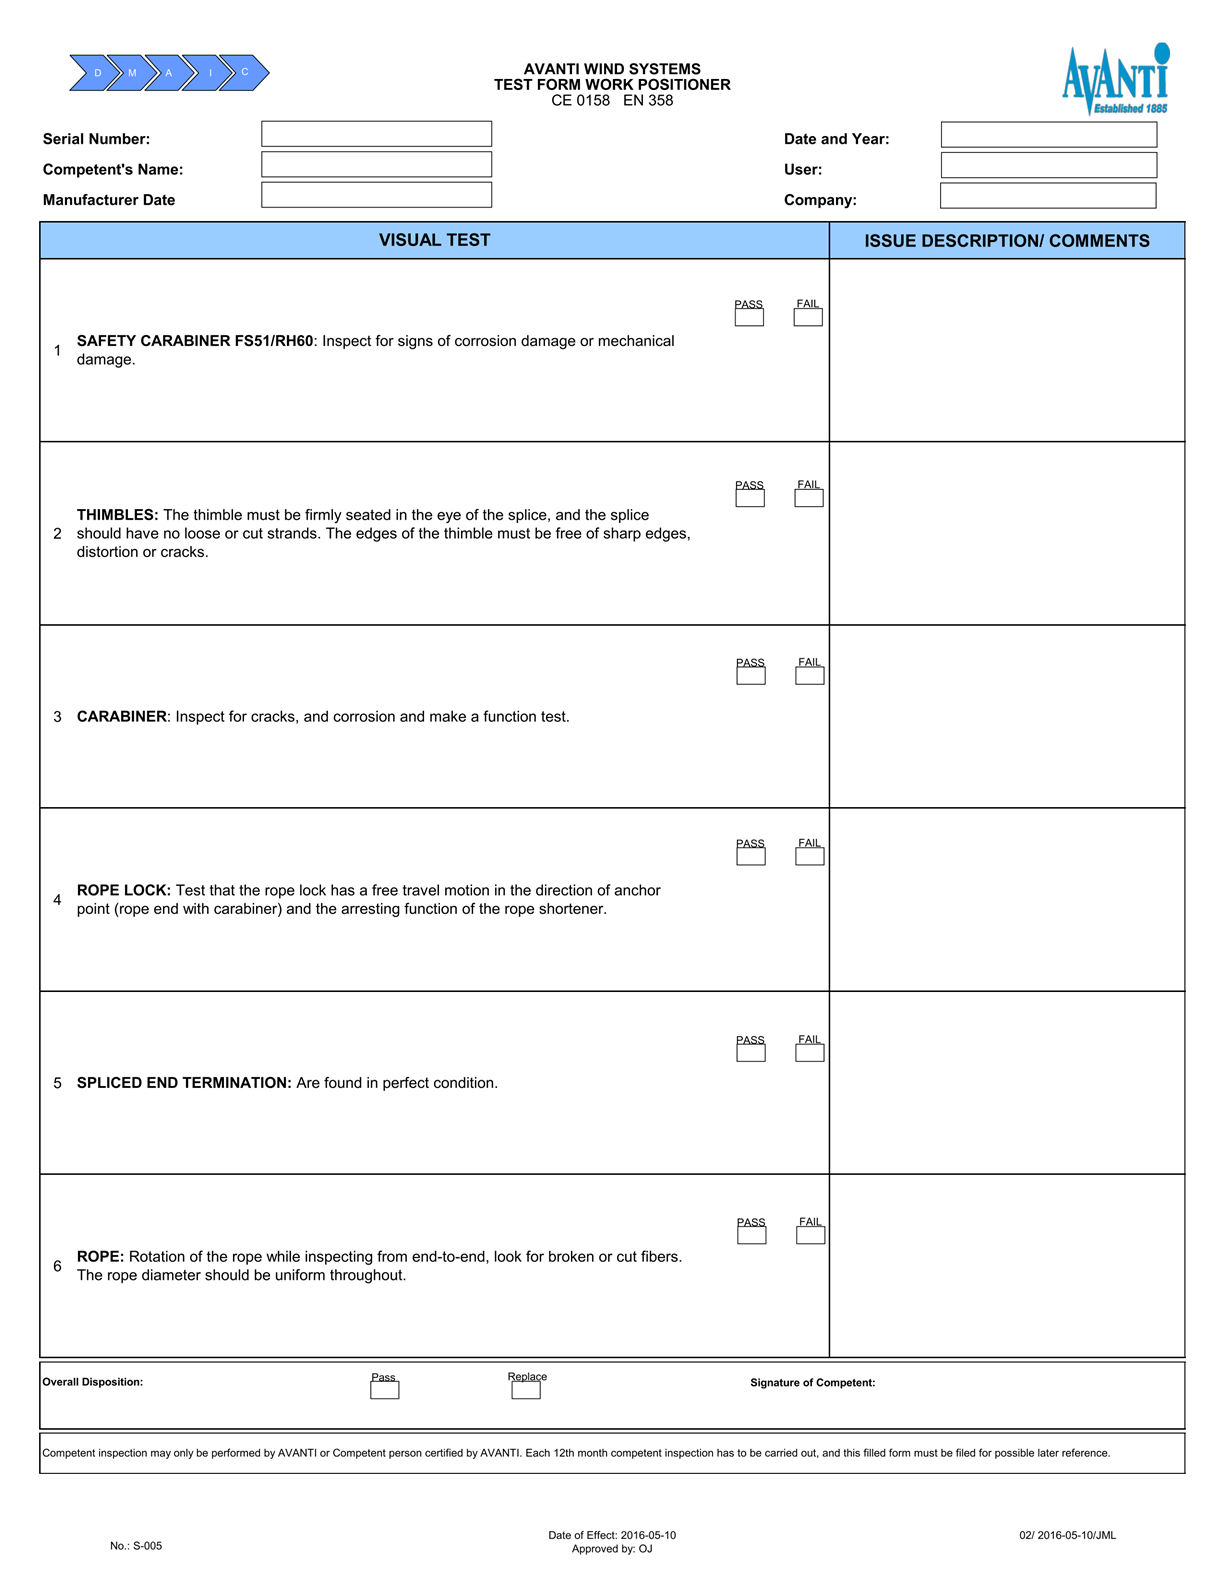 D M A I C
AVANTI WIND SYSTEMS
TEST FORM WORK POSITIONER
CE 0158 EN 358
AVANTI
Established 1885
Serial Number:
Date and Year:
Competent's Name:
User:
Manufacturer Date
Company:
VISUAL TEST
ISSUE DESCRIPTION/ COMMENTS
PASS FAIL
1
SAFETY CARABINER FS51/RH60: Inspect for signs of corrosion damage or mechanical
damage.
PASS FAIL
2
THIMBLES: The thimble must be firmly seated in the eye of the splice, and the splice
should have no loose or cut strands. The edges of the thimble must be free of sharp edges,
distortion or cracks.
PASS FAIL
3 CARABINER: Inspect for cracks, and corrosion and make a function test.
PASS FAIL
4
ROPE LOCK: Test that the rope lock has a free travel motion in the direction of anchor
point (rope end with carabiner) and the arresting function of the rope shortener.
PASS FAIL
5 SPLICED END TERMINATION: Are found in perfect condition.
PASS FAIL
6
ROPE: Rotation of the rope while inspecting from end-to-end, look for broken or cut fibers.
The rope diameter should be uniform throughout.
Overall Disposition:
Pass
Replace
Signature of Competent:
Competent inspection may only be performed by AVANTI or Competent person certified by AVANTI. Each 12th month competent inspection has to be carried out, and this filled form must be filed for possible later reference.
No.: S-005
Date of Effect: 2016-05-10
Approved by: OJ
02/ 2016-05-10/JML